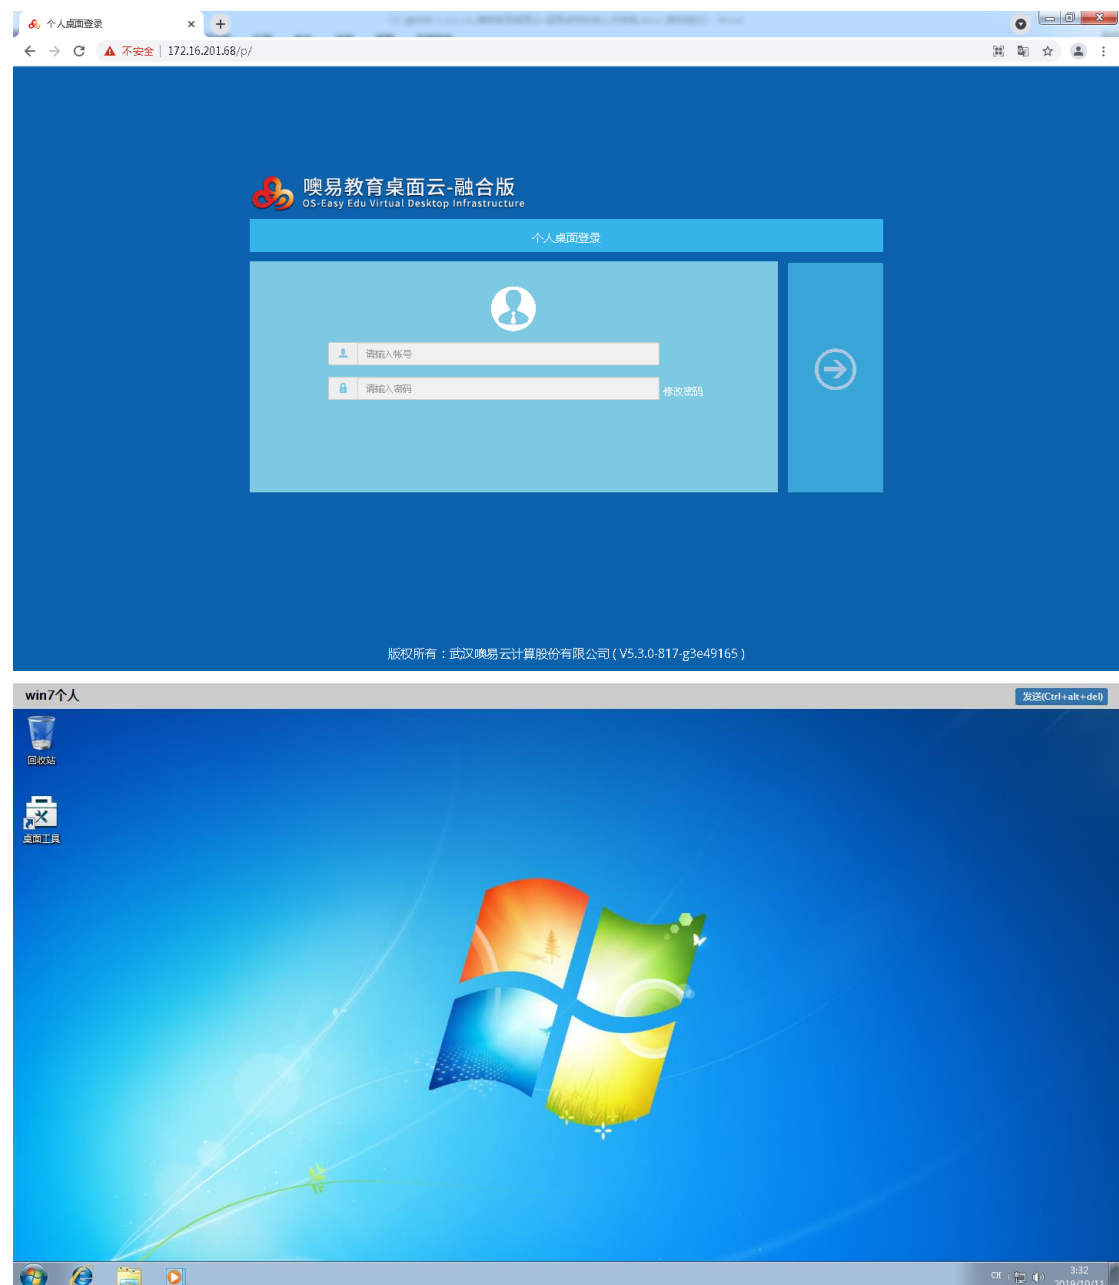 个人桌面登录
不安全 | 172.16.201.68/p/
噢易教育桌面云-融合版
OS-Easy Edu Virtual Desktop Infrastructure
个人桌面登录
请输入帐号
请输入密码
修改密码
版权所有：武汉噢易云计算股份有限公司 ( V5.3.0-817-g3e49165 )
win7个人
发送(Ctrl+alt+del)
回收站
桌面工具
CH
3:32
2019/10/11